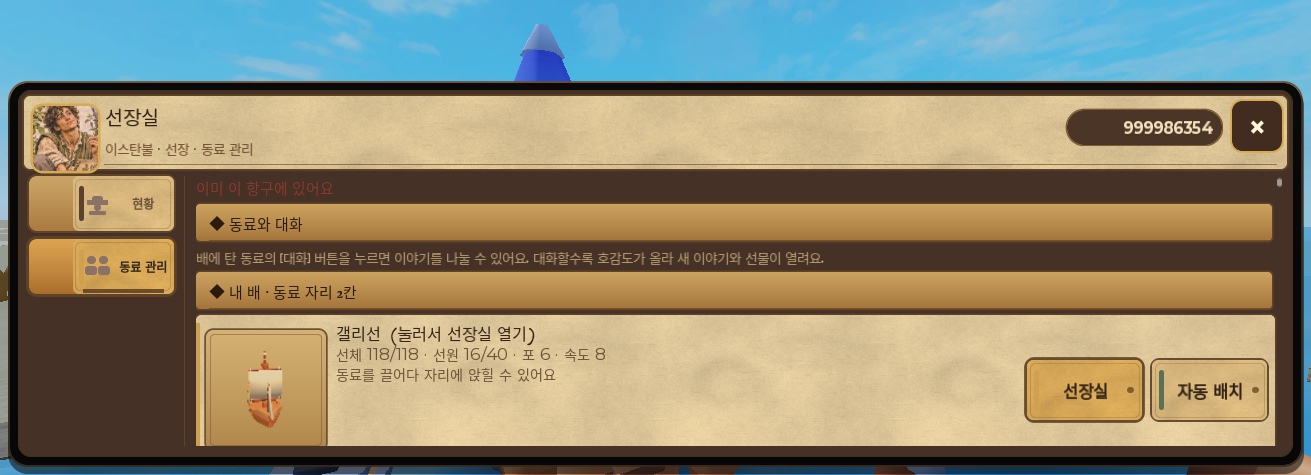 선장실
이스탄불 · 선장 · 동료 관리
999986354
현황
동료 관리
이미 이 항구에 있어요
◆ 동료와 대화
배에 탄 동료의 [대화] 버튼을 누르면 이야기를 나눌 수 있어요. 대화할수록 호감도가 올라 새 이야기와 선물이 열려요.
◆ 내 배 · 동료 자리 2칸
갤리선 (눌러서 선장실 열기)
선체 118/118 · 선원 16/40 · 포 6 · 속도 8
동료를 끌어다 자리에 앉힐 수 있어요
선장실
자동 배치